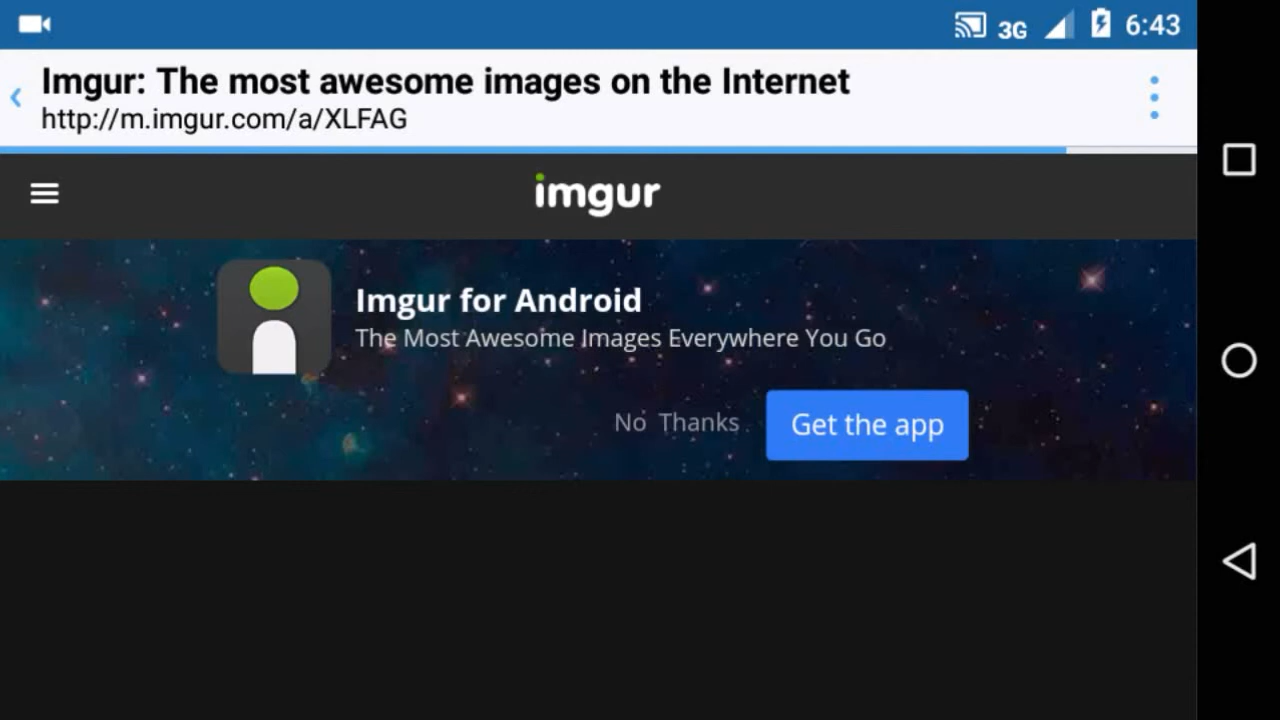 3G 6:43
Imgur: The most awesome images on the Internet
http://m.imgur.com/a/XLFAG
imgur
Imgur for Android
The Most Awesome Images Everywhere You Go
No Thanks Get the app